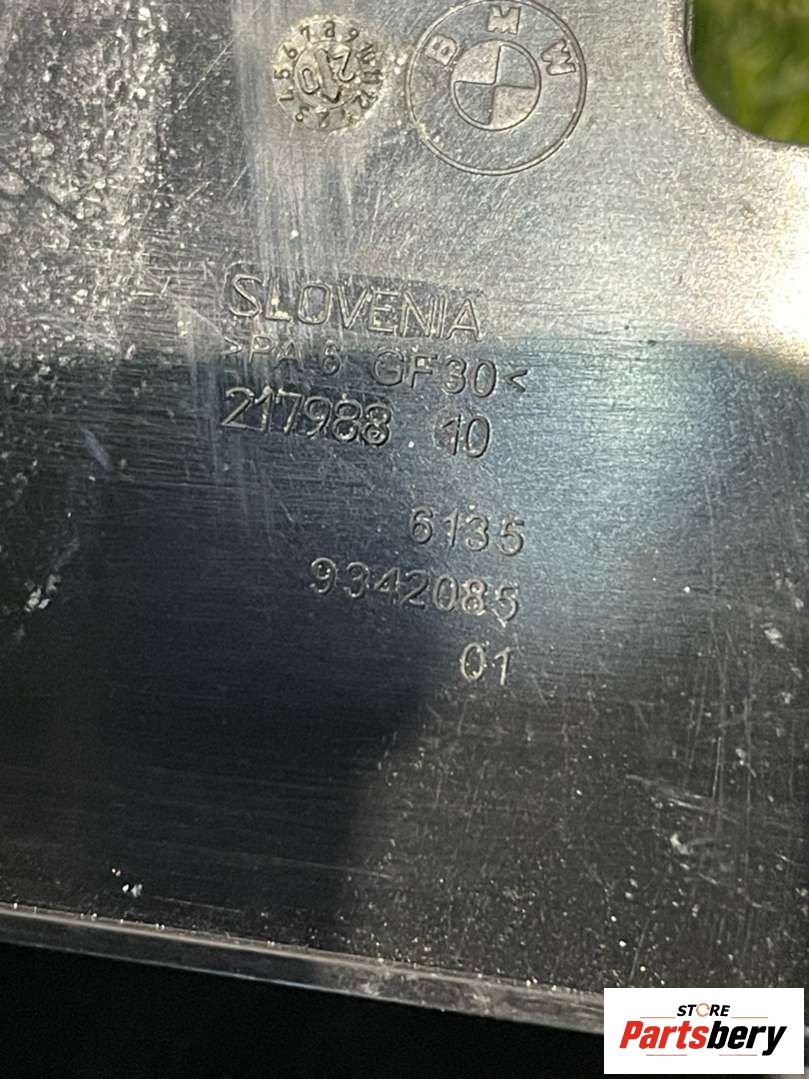 BMW
SLOVENIA
>PA 6 GF30<
217988 10
6135
9342085
01
STORE
Partsbery